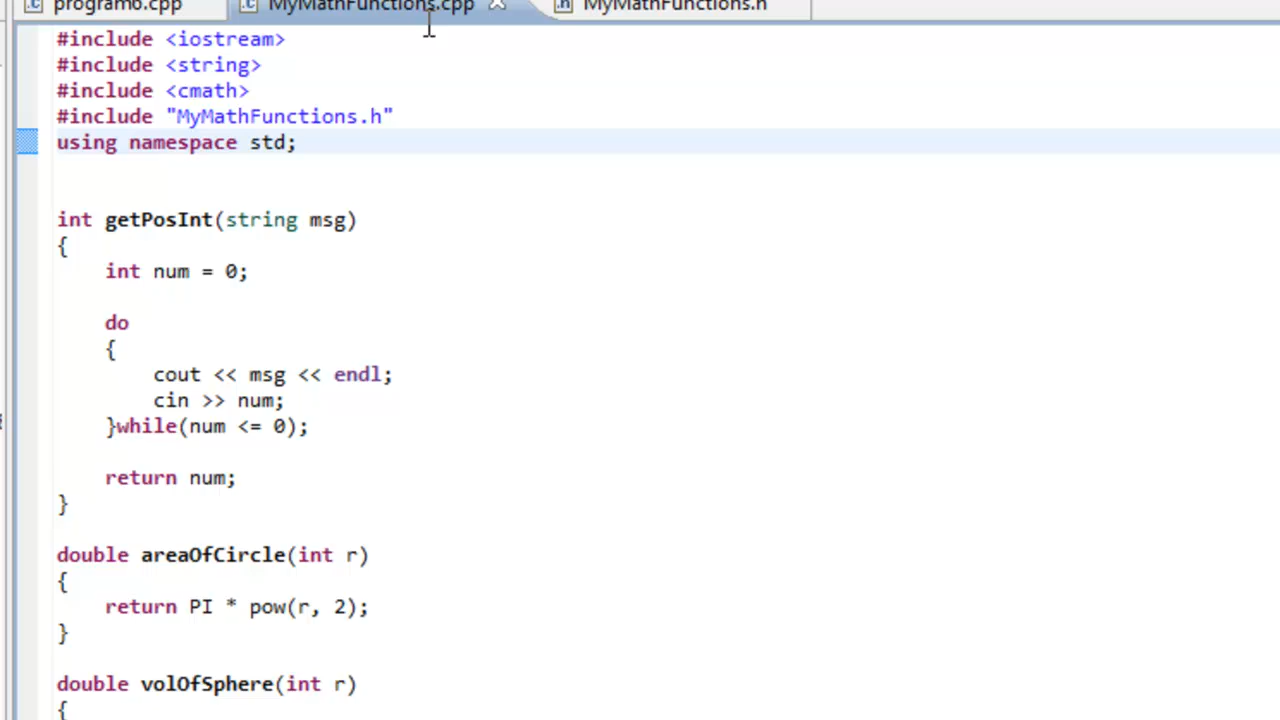 program6.cpp MyMathFunctions.cpp MyMathFunctions.h
#include <iostream>
#include <string>
#include <cmath>
#include "MyMathFunctions.h"
using namespace std;
int getPosInt(string msg)
{
int num = 0;
do
{
cout << msg << endl;
cin >> num;
}while(num <= 0);
return num;
}
double areaOfCircle(int r)
{
return PI * pow(r, 2);
}
double volOfSphere(int r)
{